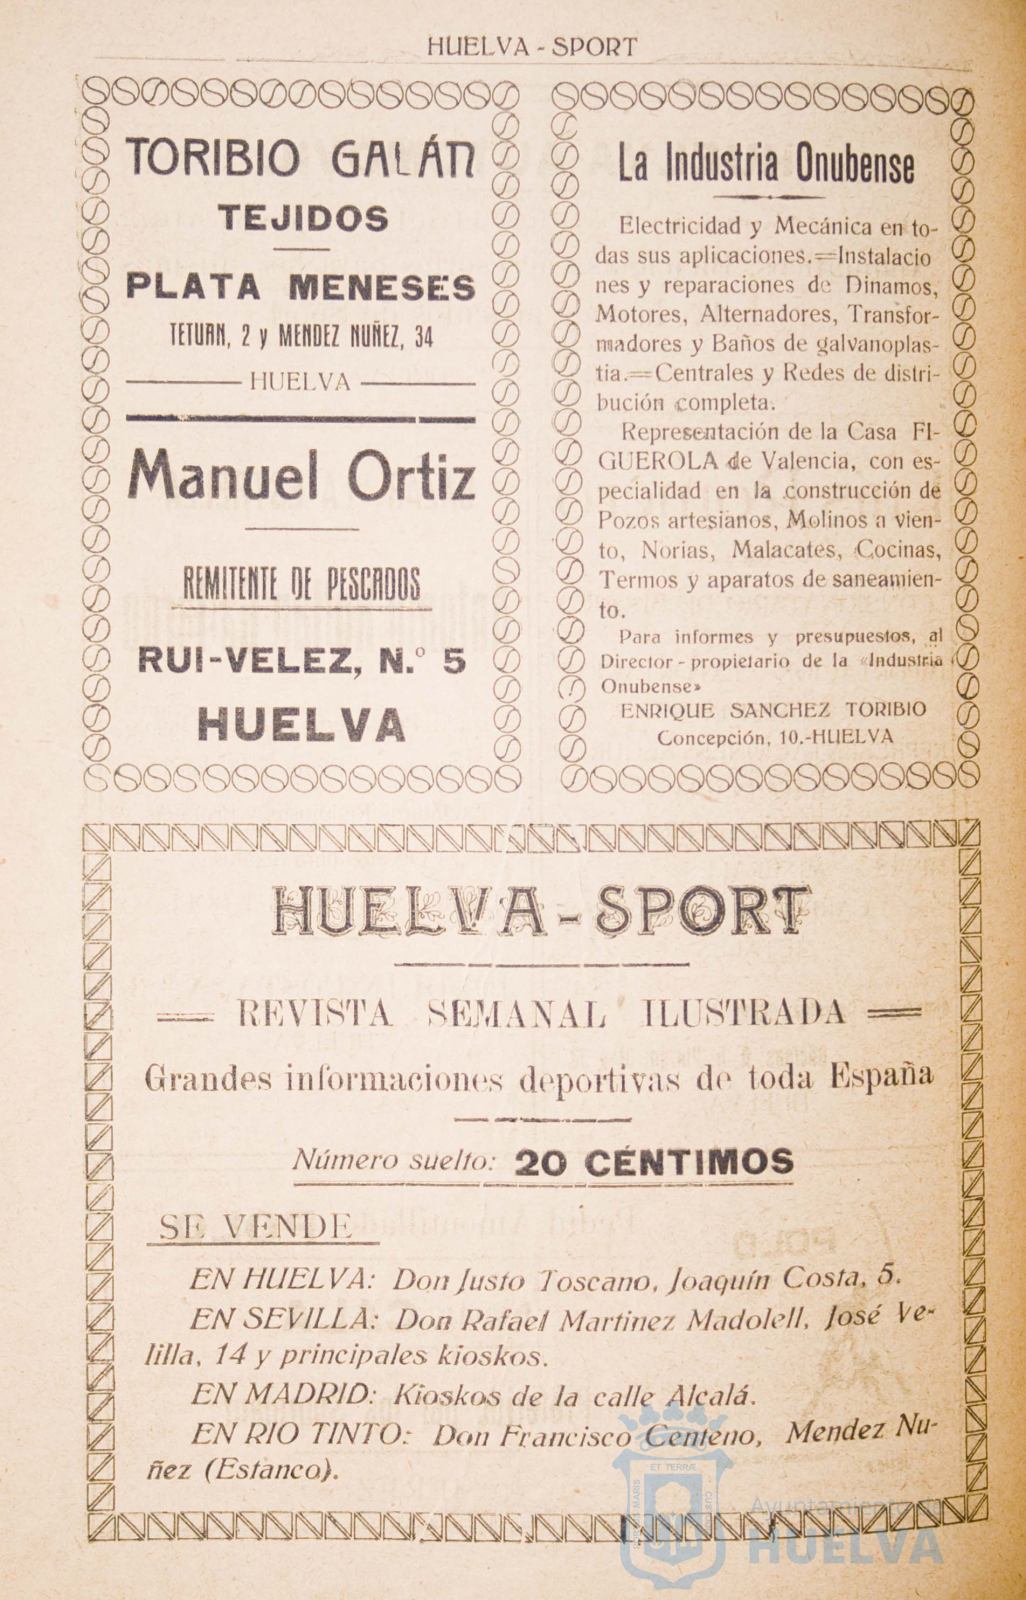 HUELVA - SPORT
TORIBIO GALÁN
TEJIDOS
PLATA MENESES
TETUAN, 2 y MENDEZ NUÑEZ, 34
HUELVA
Manuel Ortiz
REMITENTE DE PESCADOS
RUI-VELEZ, N.º 5
HUELVA
La Industria Onubense
Electricidad y Mecánica en to-
das sus aplicaciones.=Instalacio
nes y reparaciones de Dinamos,
Motores, Alternadores, Transfor-
madores y Baños de galvanoplas-
tia.=Centrales y Redes de distri-
bución completa.
Representación de la Casa FI-
GUEROLA de Valencia, con es-
pecialidad en la construcción de
Pozos artesianos, Molinos a vien-
to, Norias, Malacates, Cocinas,
Termos y aparatos de saneamien-
to.
Para informes y presupuestos, al
Director - propietario de la «Industria
Onubense»
ENRIQUE SANCHEZ TORIBIO
Concepción, 10.-HUELVA
HUELVA - SPORT
REVISTA SEMANAL ILUSTRADA
Grandes informaciones deportivas de toda España
Número suelto: 20 CÉNTIMOS
SE VENDE
EN HUELVA: Don Justo Toscano, Joaquín Costa, 5.
EN SEVILLA: Don Rafael Martinez Madolell, José Ve-
lilla, 14 y principales kioskos.
EN MADRID: Kioskos de la calle Alcalá.
EN RIO TINTO: Don Francisco Centeno, Mendez Nu-
ñez (Estanco).
ET TERRÆ
MARIS
Ayuntamiento de
HUELVA